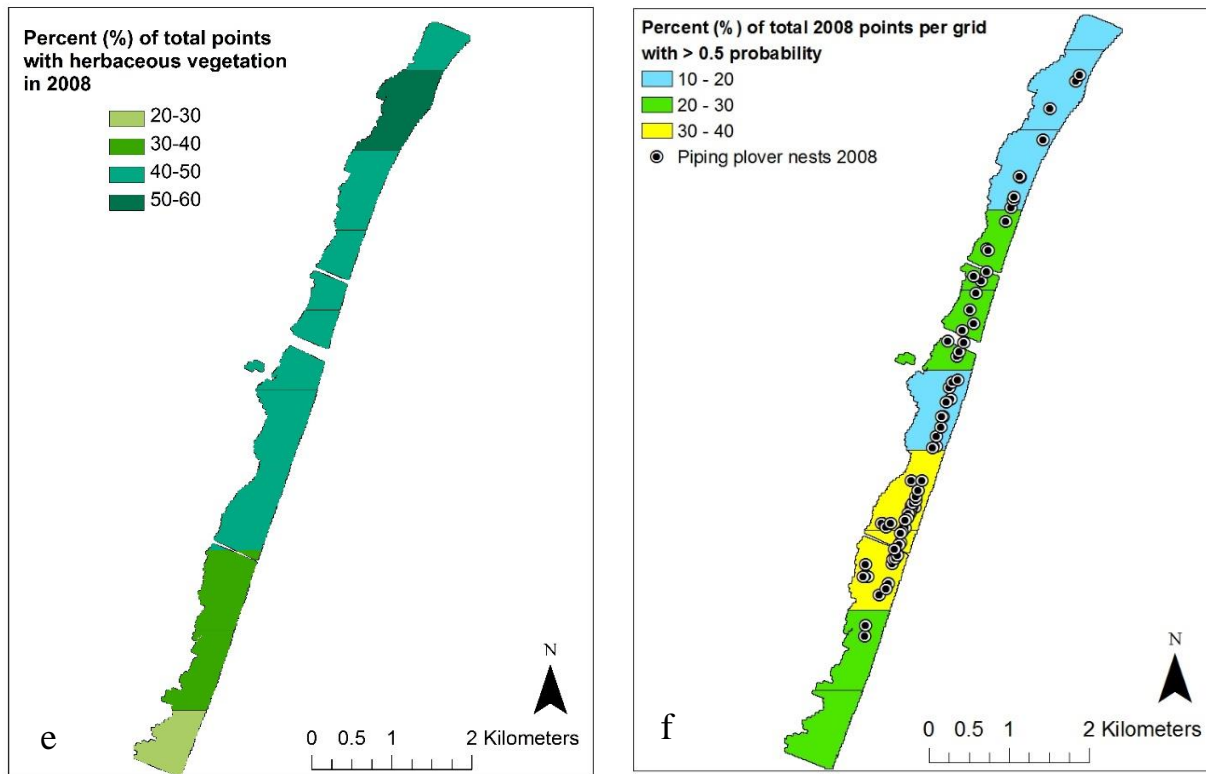 Percent (%) of total points
with herbaceous vegetation
in 2008
20-30
30-40
40-50
50-60
N
0 0.5 1 2 Kilometers
e
Percent (%) of total 2008 points per grid
with > 0.5 probability
10 - 20
20 - 30
30 - 40
Piping plover nests 2008
N
0 0.5 1 2 Kilometers
f